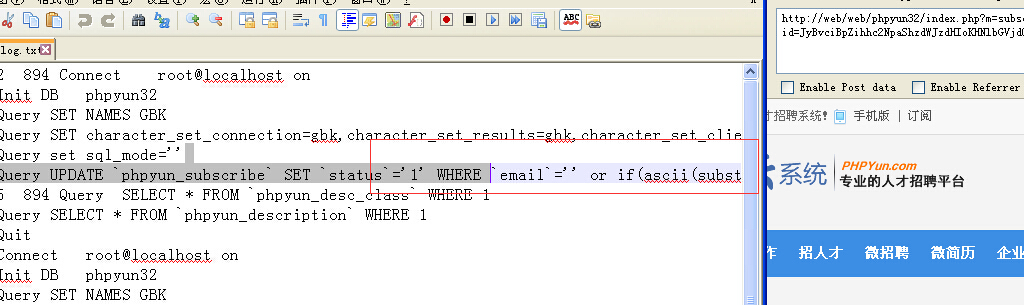 log.txt
2  894 Connect    root@localhost on
Init DB   phpyun32
Query SET NAMES GBK
Query SET character_set_connection=gbk,character_set_results=gbk,character_set_clie
Query set sql_mode=''
Query UPDATE `phpyun_subscribe` SET `status`='1' WHERE `email`='' or if(ascii(subst
5  894 Query  SELECT * FROM `phpyun_desc_class` WHERE 1
Query SELECT * FROM `phpyun_description` WHERE 1
Quit
Connect   root@localhost on
Init DB   phpyun32
Query SET NAMES GBK
http://web/web/phpyun32/index.php?m=subsc
Enable Post data  Enable Referrer
才招聘系统! 手机版 | 订阅
系统 PHPYun.com
专业的人才招聘平台
作 招人才 微招聘 微简历 企业